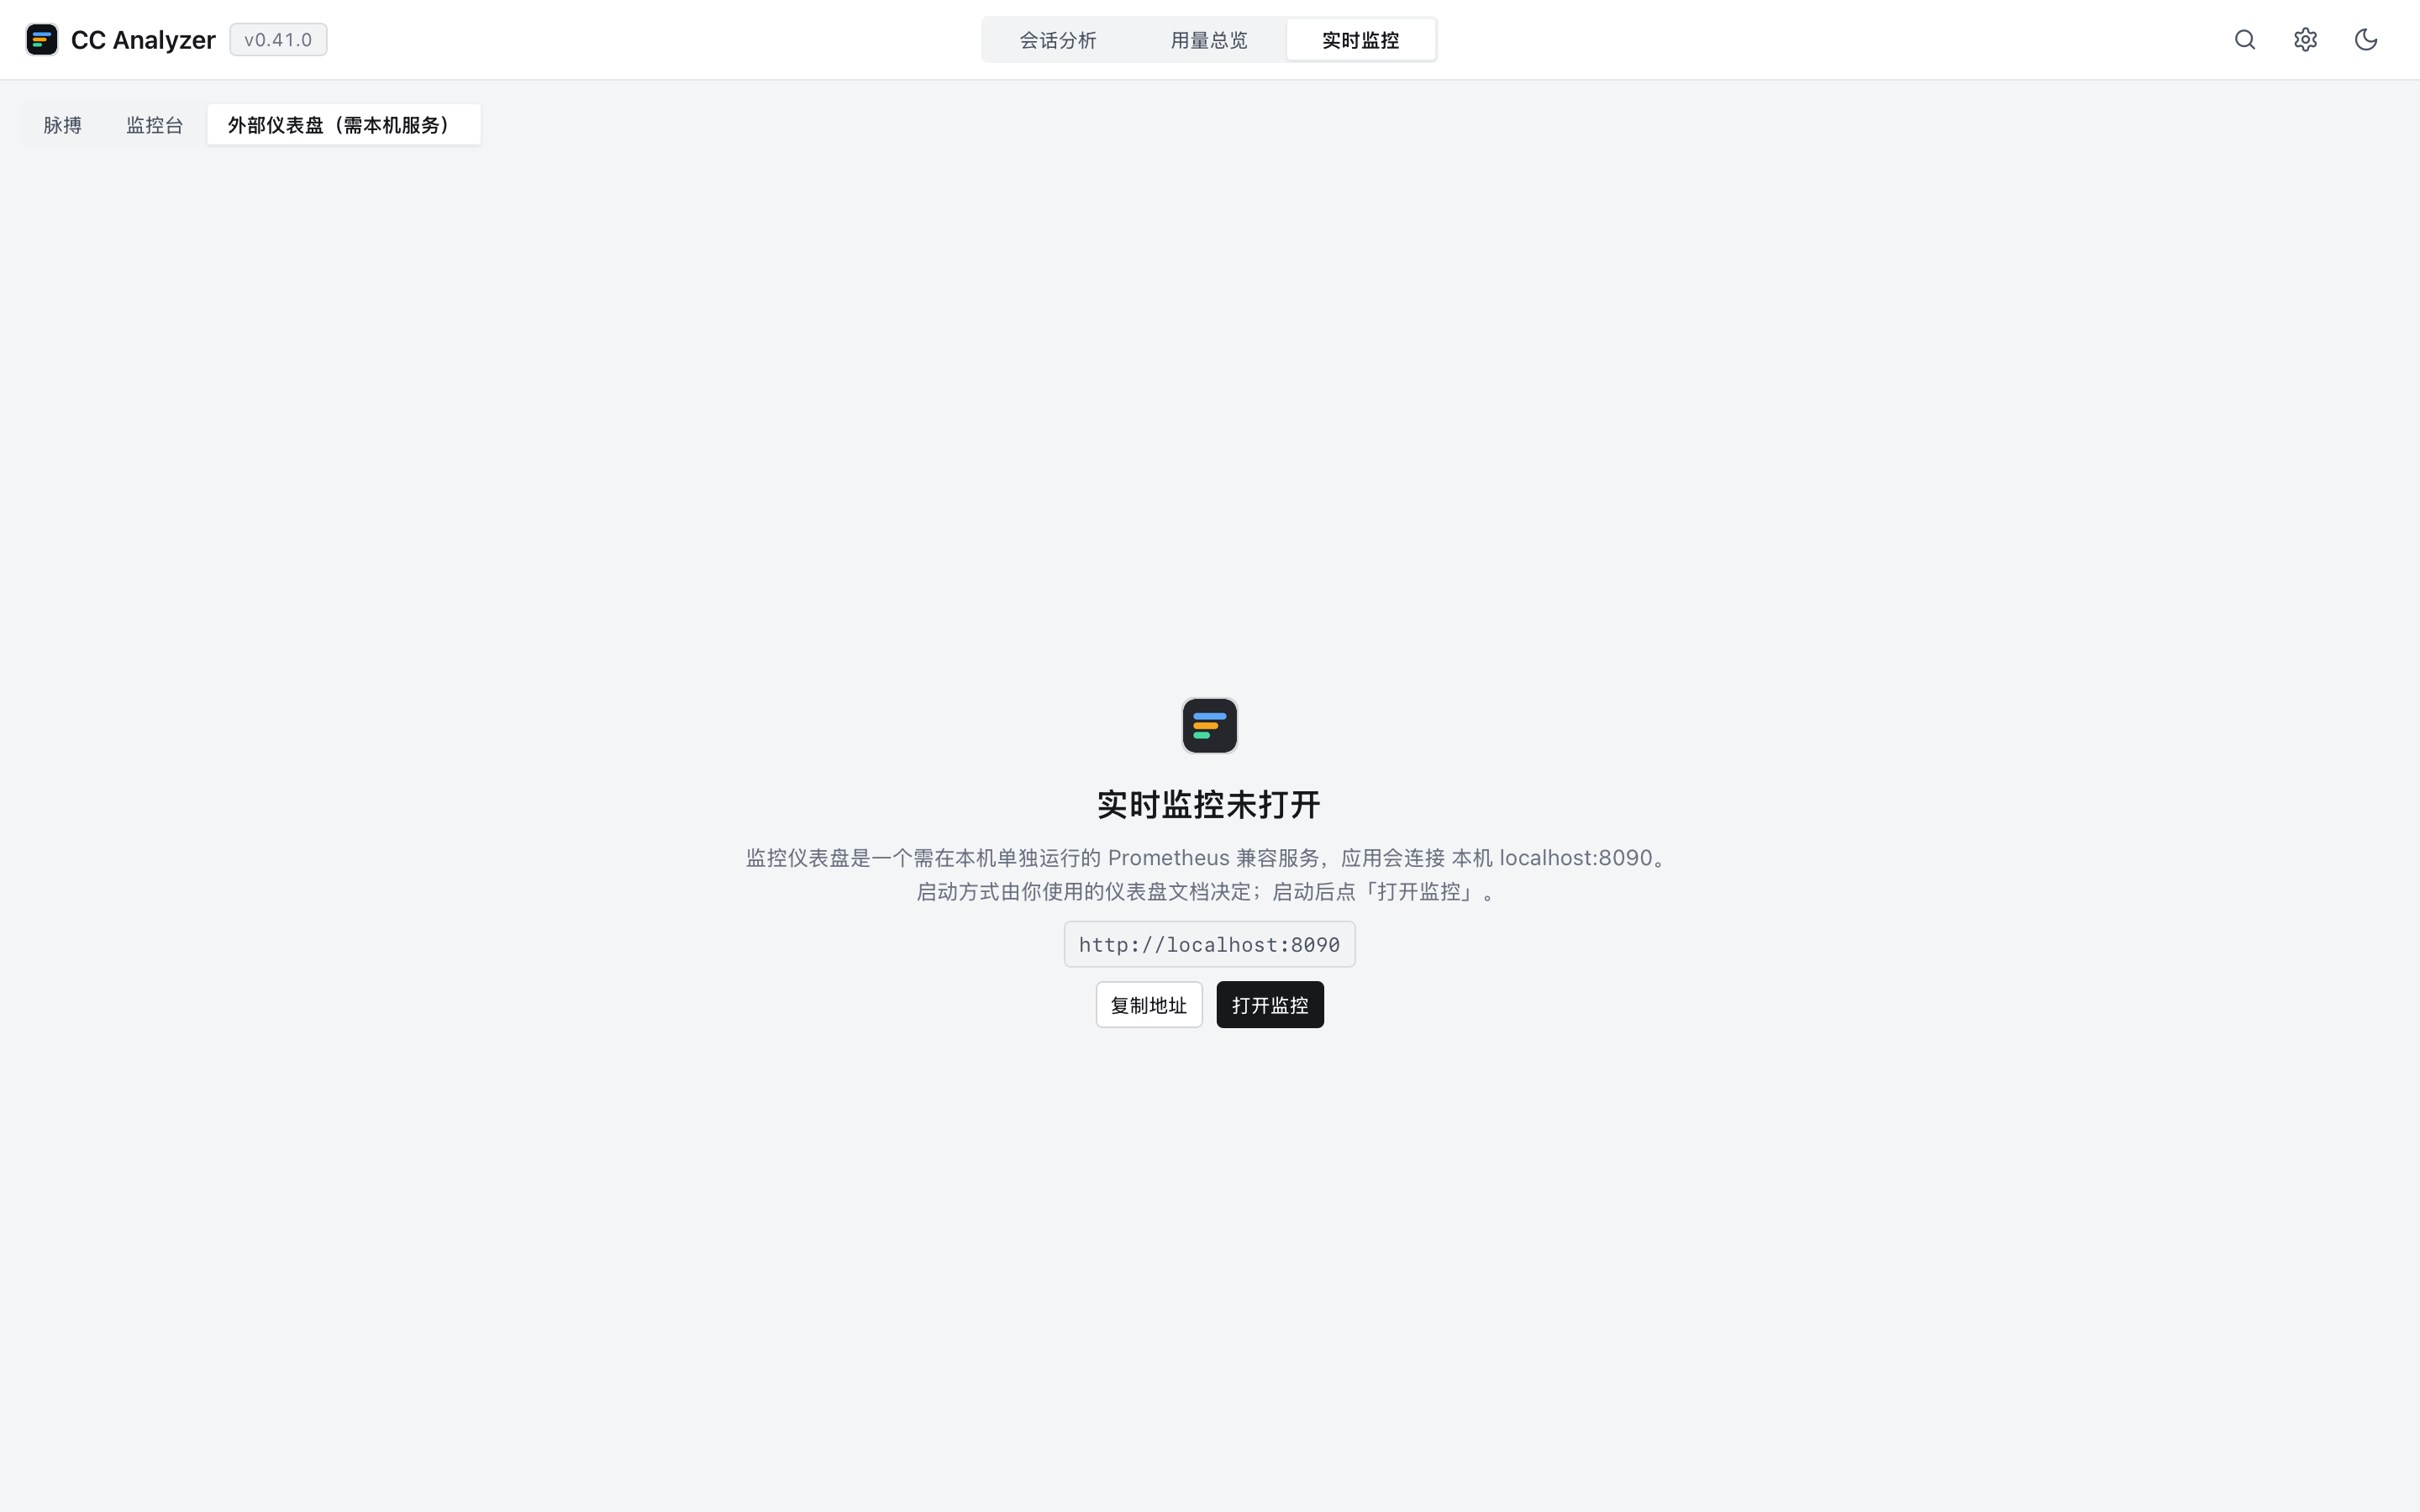 CC Analyzer v0.41.0
会话分析 用量总览 实时监控
脉搏 监控台 外部仪表盘（需本机服务）
实时监控未打开
监控仪表盘是一个需在本机单独运行的 Prometheus 兼容服务，应用会连接 本机 localhost:8090。
启动方式由你使用的仪表盘文档决定；启动后点「打开监控」。
http://localhost:8090
复制地址 打开监控